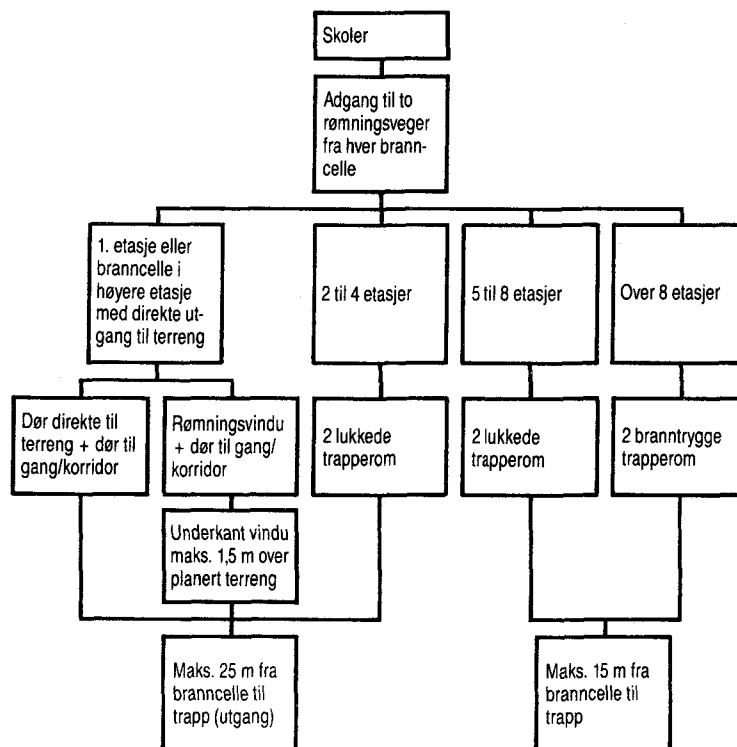 Skoler
Adgang til to
rømningsveger
fra hver brann-
celle
1. etasje eller
branncelle i
høyere etasje
med direkte ut-
gang til terreng
2 til 4 etasjer
5 til 8 etasjer
Over 8 etasjer
Dør direkte til
terreng + dør til
gang/korridor
Rømningsvindu
+ dør til gang/
korridor
2 lukkede
trapperom
2 lukkede
trapperom
2 branntrygge
trapperom
Underkant vindu
maks. 1,5 m over
planert terreng
Maks. 25 m fra
branncelle til
trapp (utgang)
Maks. 15 m fra
branncelle til
trapp